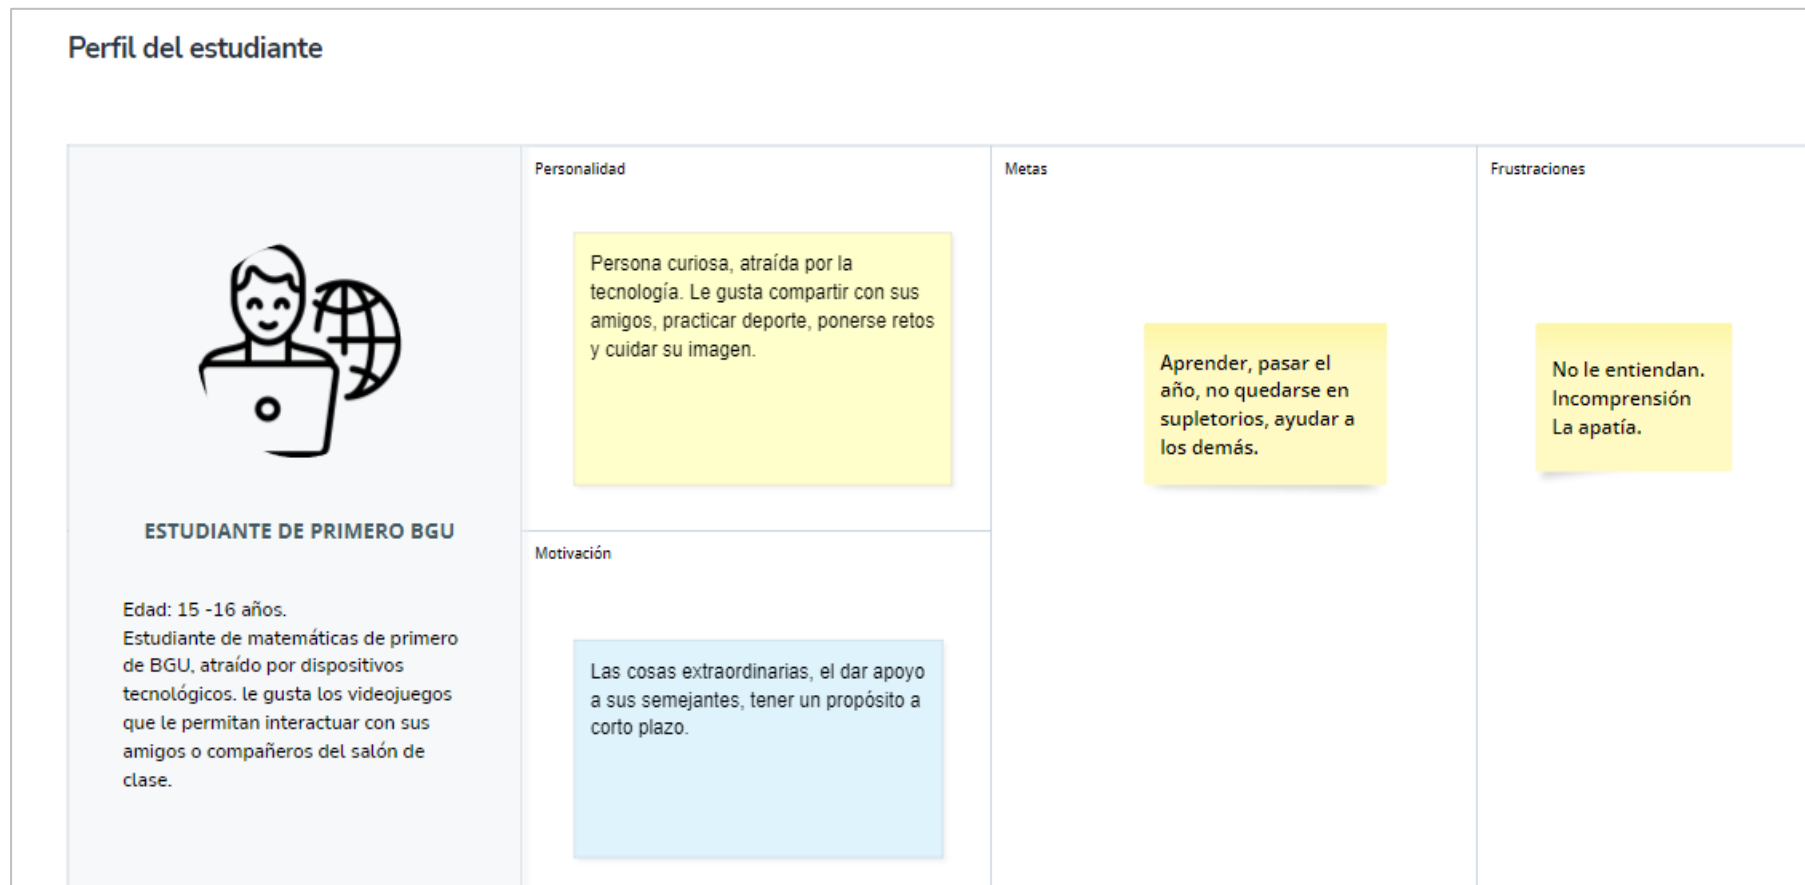 Perfil del estudiante
ESTUDIANTE DE PRIMERO BGU
Edad: 15 -16 años.
Estudiante de matemáticas de primero
de BGU, atraído por dispositivos
tecnológicos. le gusta los videojuegos
que le permitan interactuar con sus
amigos o compañeros del salón de
clase.
Personalidad
Persona curiosa, atraída por la
tecnología. Le gusta compartir con sus
amigos, practicar deporte, ponerse retos
y cuidar su imagen.
Motivación
Las cosas extraordinarias, el dar apoyo
a sus semejantes, tener un propósito a
corto plazo.
Metas
Aprender, pasar el
año, no quedarse en
supletorios, ayudar a
los demás.
Frustraciones
No le entiendan.
Incomprensión
La apatía.